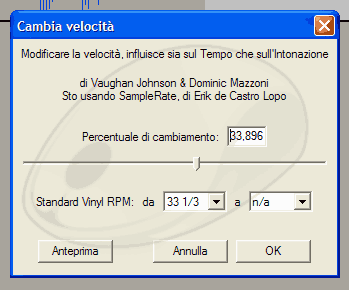 Cambia velocità
Modificare la velocità, influisce sia sul Tempo che sull'Intonazione
di Vaughan Johnson & Dominic Mazzoni
Sto usando SampleRate, di Erik de Castro Lopo
Percentuale di cambiamento: 33,896
Standard Vinyl RPM: da 33 1/3 a n/a
Anteprima Annulla OK